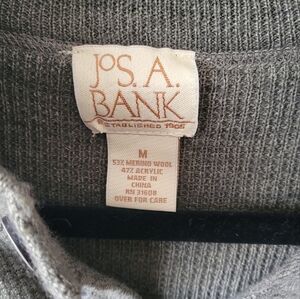 JOS. A.
BANK
ESTABLISHED 1905
M
53% MERINO WOOL
47% ACRYLIC
MADE IN
CHINA
RN 31608
OVER FOR CARE